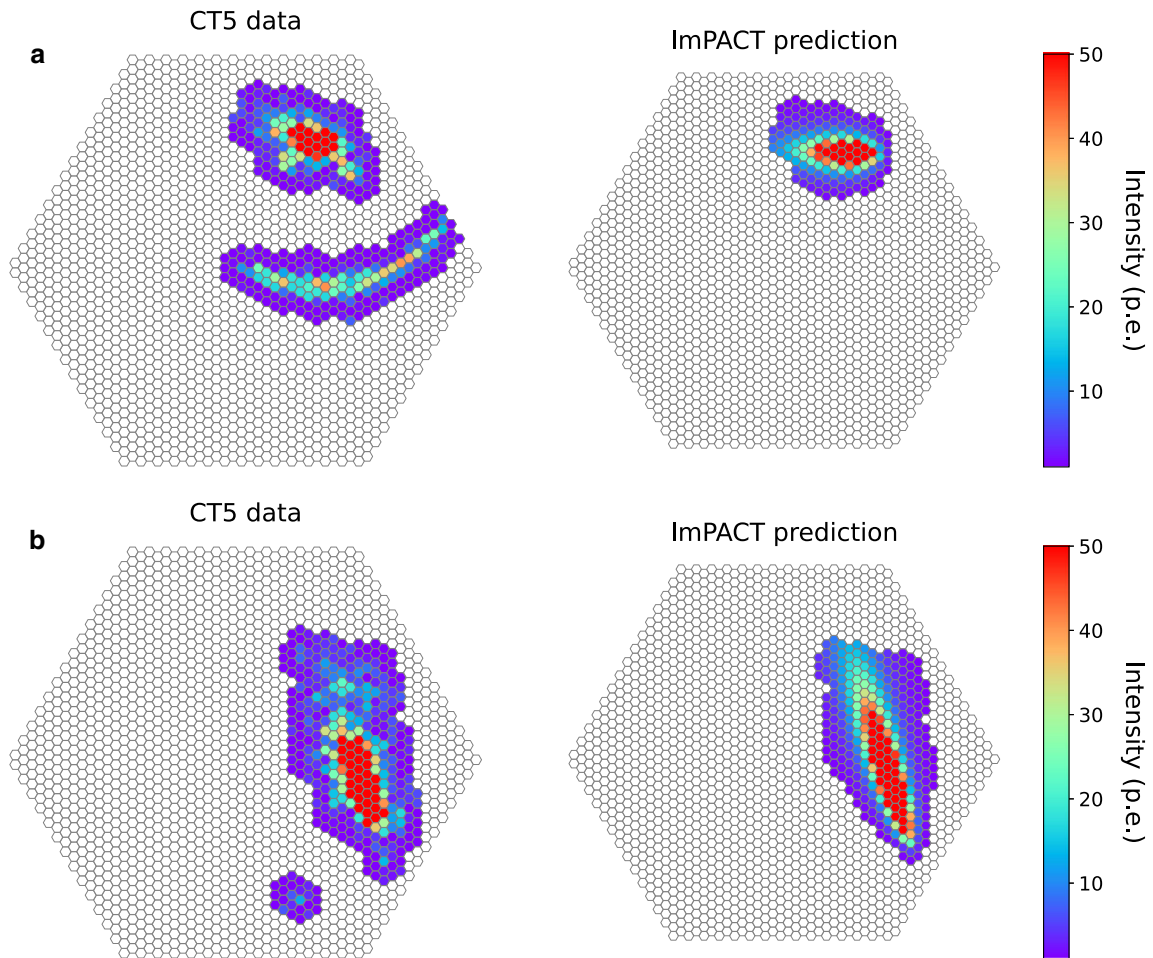 CT5 data
ImPACT prediction
a
50
40
30
20
10
Intensity (p.e.)
CT5 data
ImPACT prediction
b
50
40
30
20
10
Intensity (p.e.)